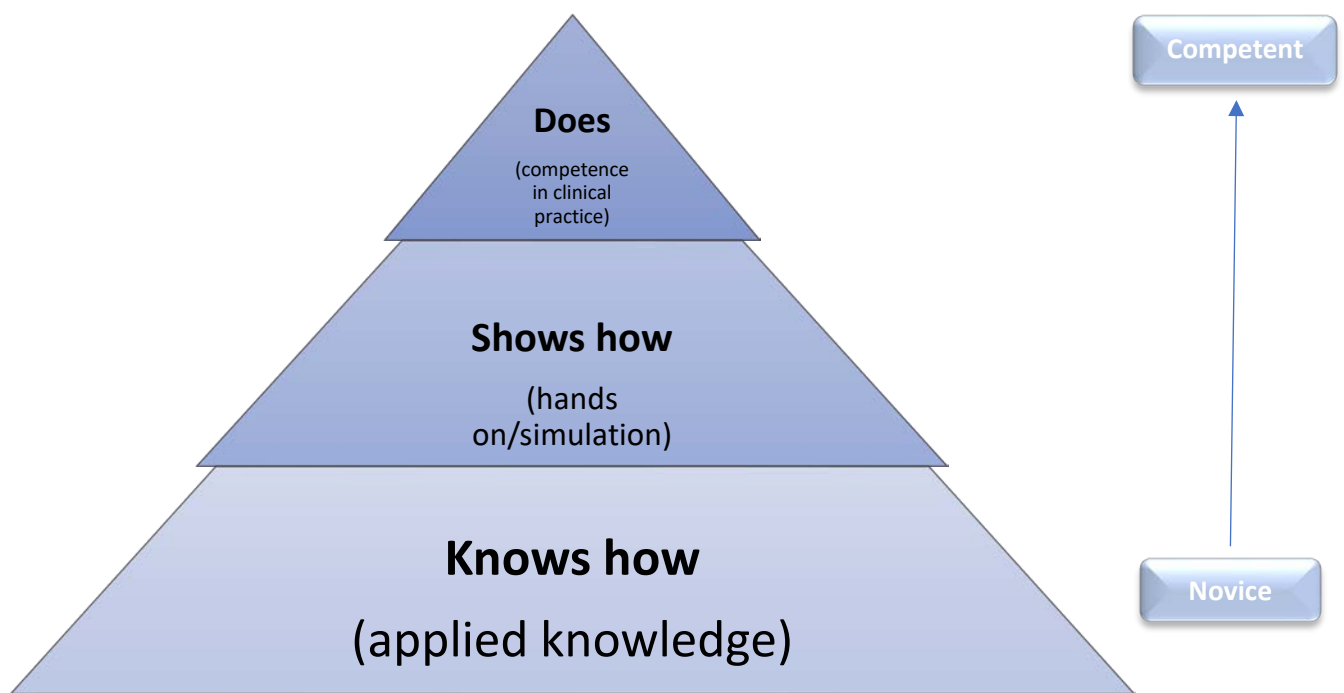 Competent
Does
(competence
in clinical
practice)
Shows how
(hands
on/simulation)
Knows how
(applied knowledge)
Novice